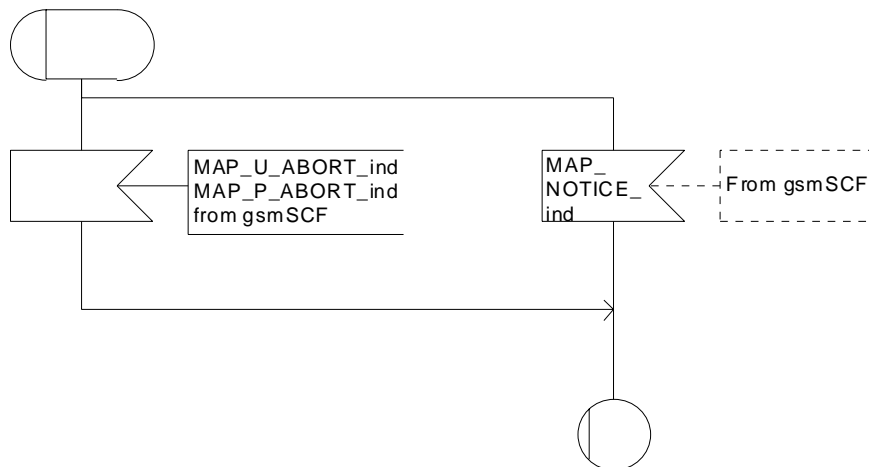 MAP_U_ABORT_ind
MAP_P_ABORT_ind
from gsmSCF
MAP_
NOTICE_
ind
From gsmSCF